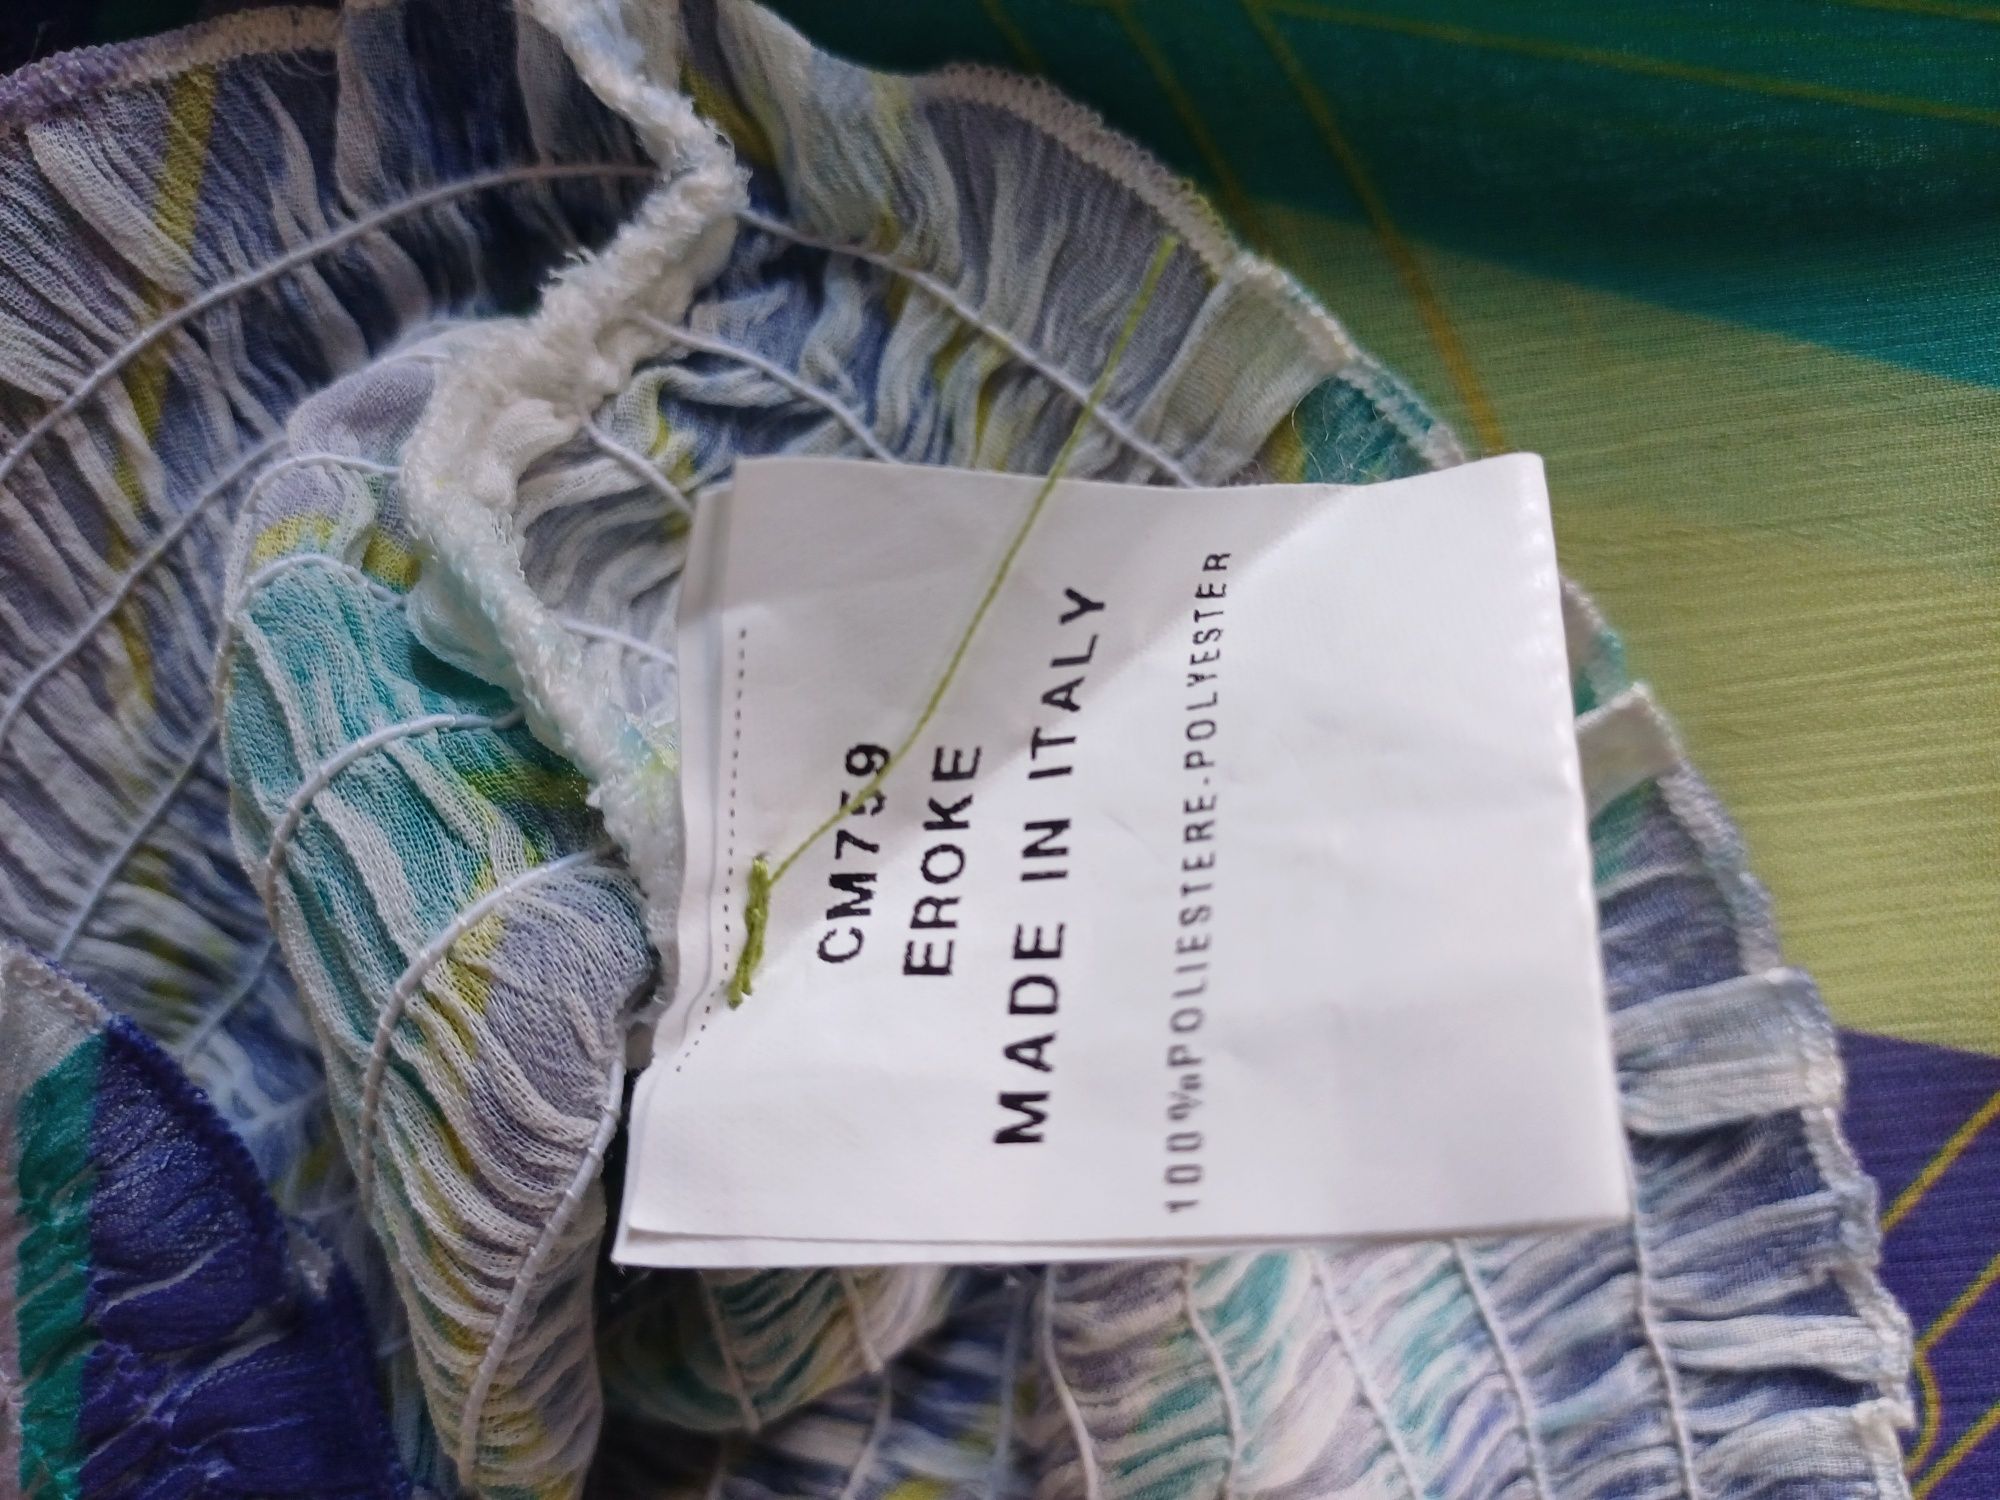 CM759
EROKE
MADE IN ITALY
100%POLIESTERE-POLYESTER